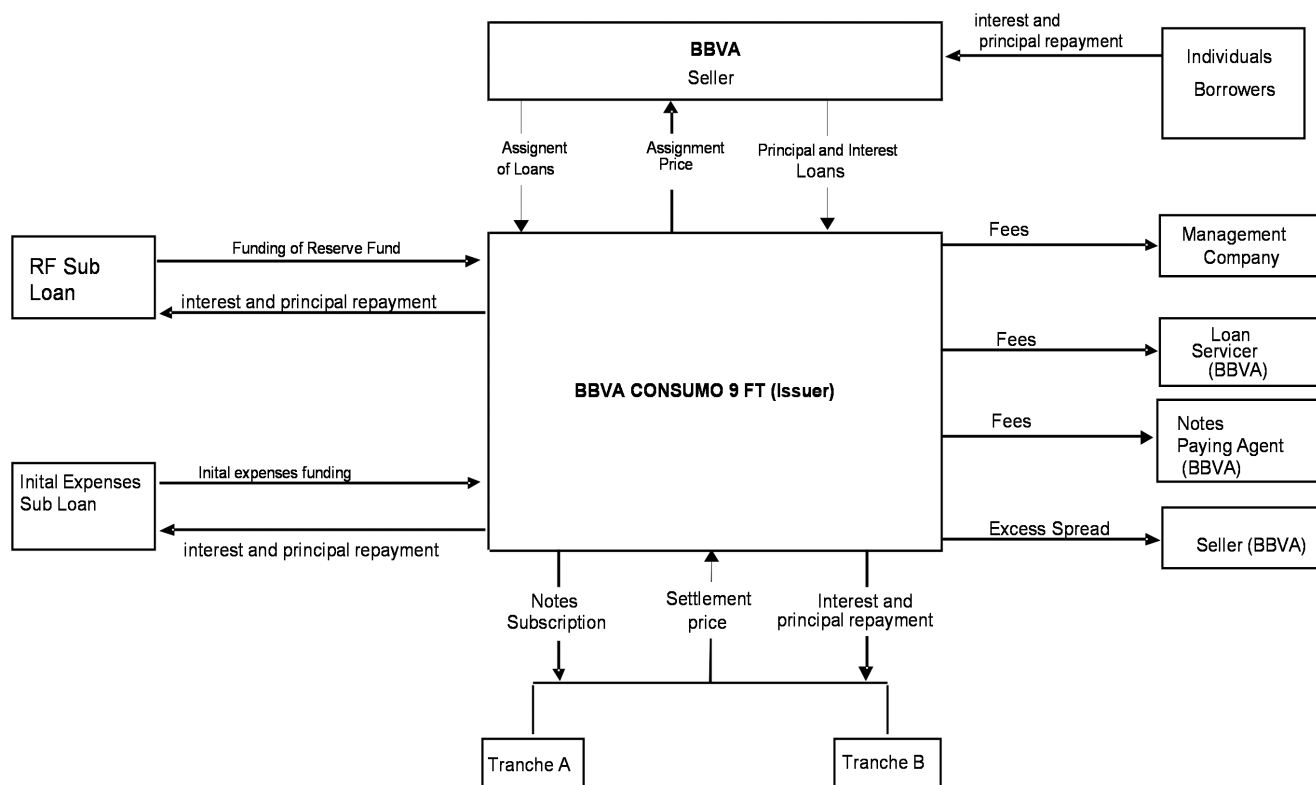 BBVA
Seller
interest and
principal repayment
Individuals
Borrowers
Assignent
of Loans
Assignment
Price
Principal and Interest
Loans
RF Sub
Loan
Funding of Reserve Fund
interest and principal repayment
Inital Expenses
Sub Loan
Inital expenses funding
interest and principal repayment
BBVA CONSUMO 9 FT (Issuer)
Fees
Management
Company
Fees
Loan
Servicer
(BBVA)
Fees
Notes
Paying Agent
(BBVA)
Excess Spread
Seller (BBVA)
Notes
Subscription
Settlement
price
Interest and
principal repayment
Tranche A
Tranche B